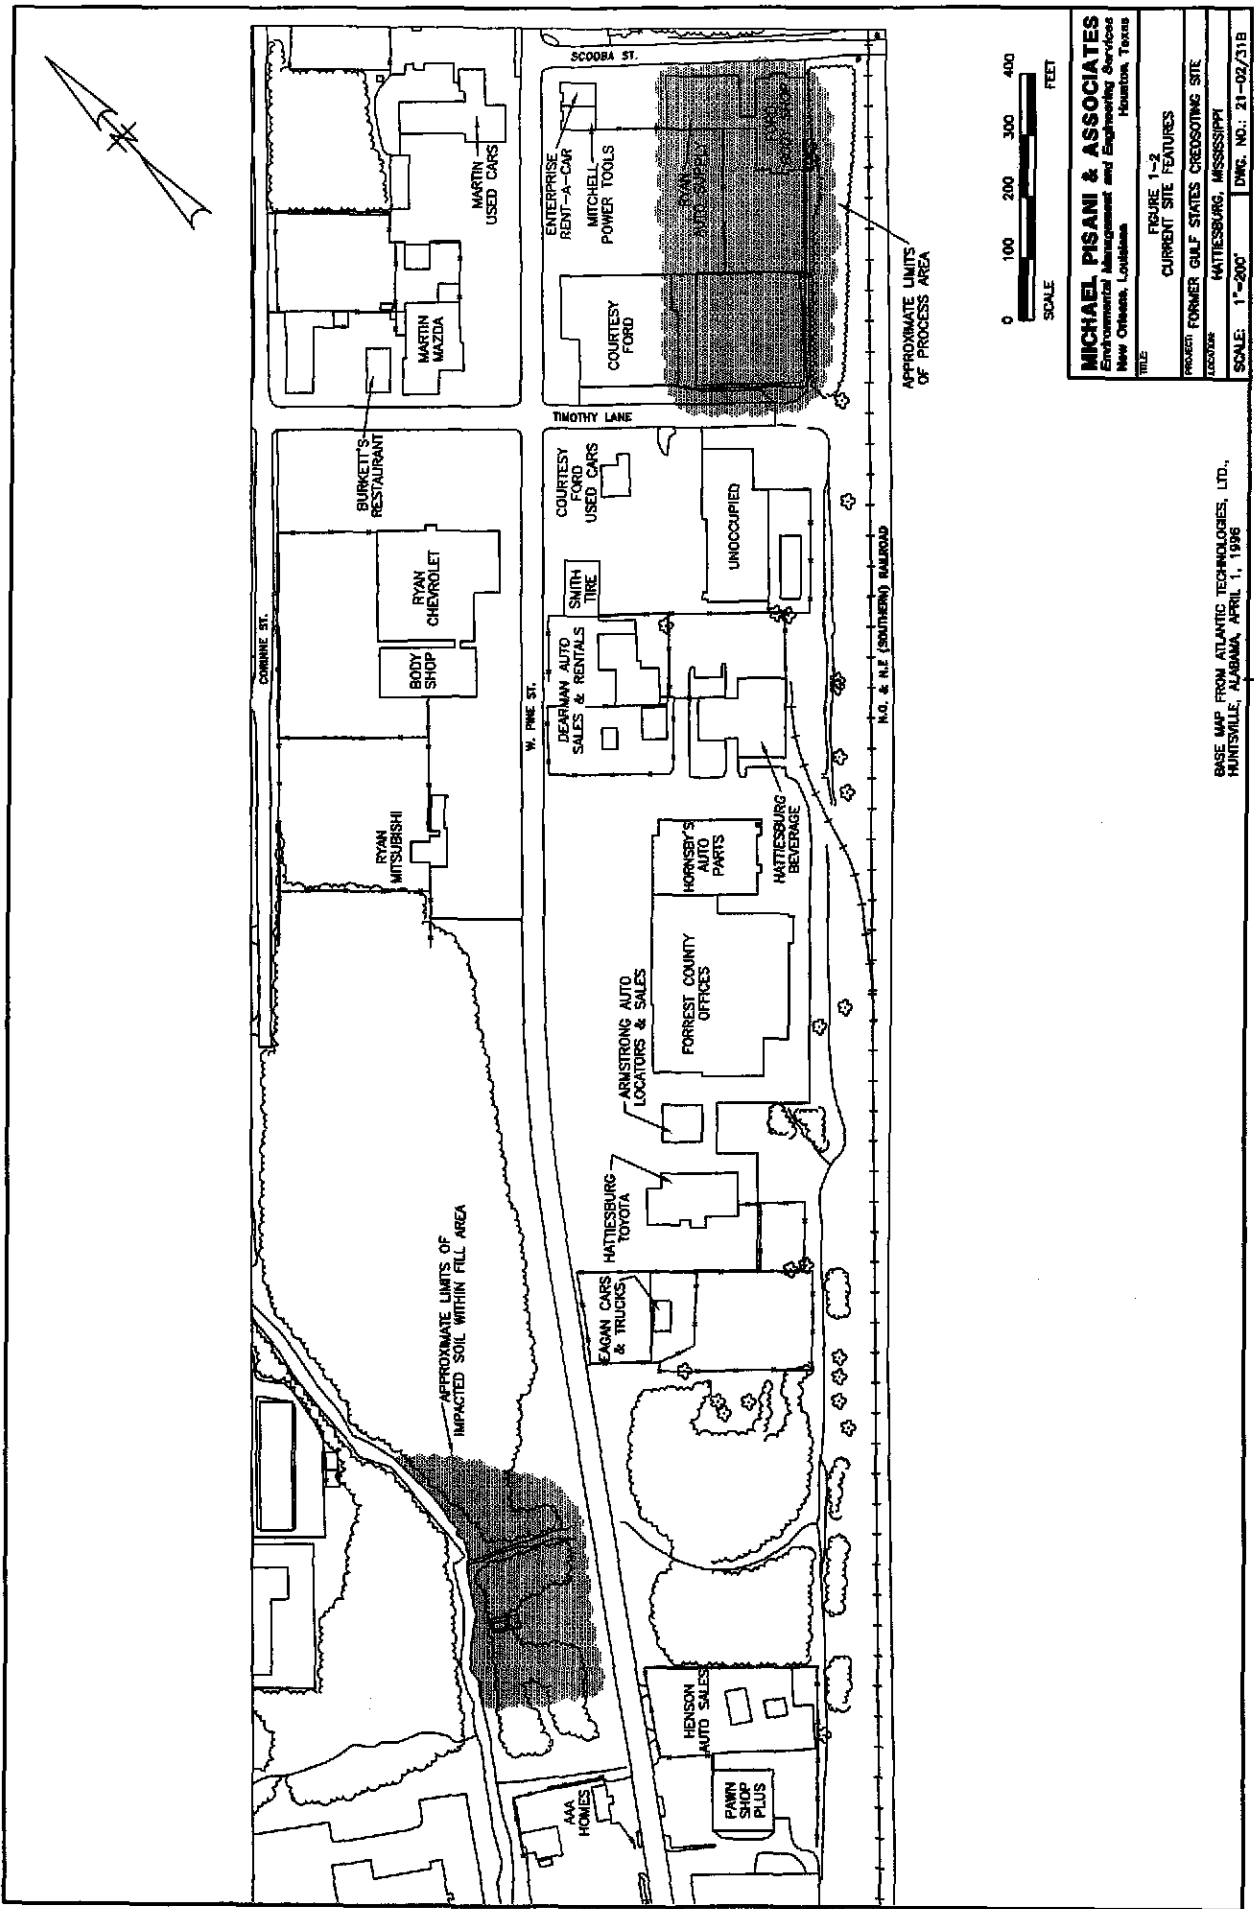 SCOOBA ST.
MARTIN
USED CARS
ENTERPRISE
RENT-A-CAR
MITCHELL
POWER TOOLS
RYAN
AUTO SUPPLY
FORD
BODY SHOP
MARTIN
MAZDA
COURTESY
FORD
APPROXIMATE LIMITS
OF PROCESS AREA
TIMOTHY LANE
BURKETT'S
RESTAURANT
COURTESY
FORD
USED CARS
UNOCCUPIED
RYAN
CHEVROLET
SMITH
TIRE
CORINNE ST.
BODY
SHOP
W. PINE ST.
DEARMAN AUTO
SALES & RENTALS
N.O. & N.E (SOUTHERN) RAILROAD
RYAN
MITSUBISHI
HORNSBY'S
AUTO
PARTS
HATTIESBURG
BEVERAGE
FORREST COUNTY
OFFICES
ARMSTRONG AUTO
LOCATORS & SALES
HATTIESBURG
TOYOTA
APPROXIMATE LIMITS OF
IMPACTED SOIL WITHIN FILL AREA
EAGAN CARS
& TRUCKS
HENSON
AUTO SALES
AAA
HOMES
PAWN
SHOP
PLUS
N
0 100 200 300 400
SCALE FEET
BASE MAP FROM ATLANTIC TECHNOLOGIES, LTD.,
HUNTSVILLE, ALABAMA, APRIL 1, 1996
MICHAEL PISANI & ASSOCIATES
Environmental Management and Engineering Services
New Orleans, Louisiana Houston, Texas
TITLE:
FIGURE 1-2
CURRENT SITE FEATURES
PROJECT: FORMER GULF STATES CREOSOTING SITE
LOCATION: HATTIESBURG, MISSISSIPPI
SCALE: 1"=200' DWG. NO.: 21-02/31B